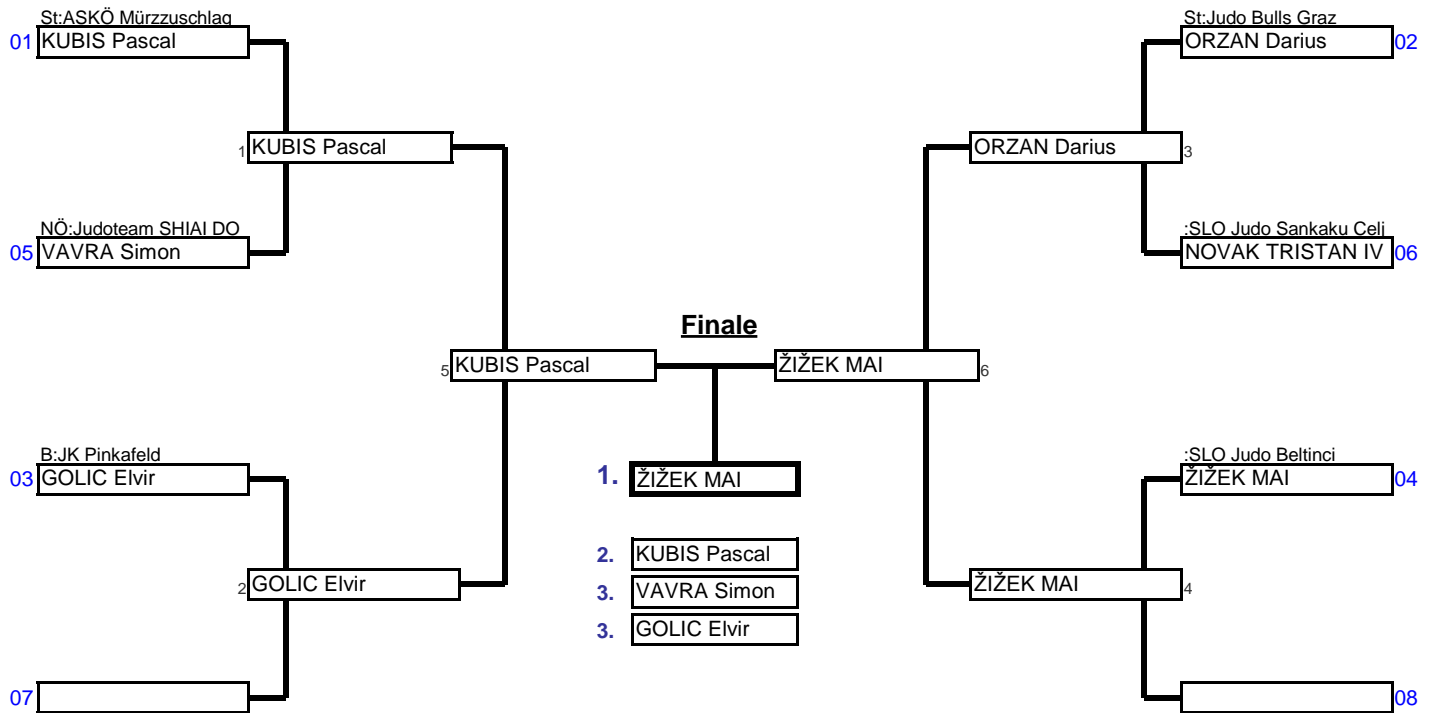 St:ASKÖ Mürzzuschlag
01 KUBIS Pascal
St:Judo Bulls Graz
ORZAN Darius 02
1 KUBIS Pascal
ORZAN Darius 3
NÖ:Judoteam SHIAI DO
05 VAVRA Simon
:SLO Judo Sankaku Celj
NOVAK TRISTAN IV 06
Finale
5 KUBIS Pascal
ŽIŽEK MAI 6
B:JK Pinkafeld
03 GOLIC Elvir
1. ŽIŽEK MAI
:SLO Judo Beltinci
ŽIŽEK MAI 04
2. KUBIS Pascal
3. VAVRA Simon
3. GOLIC Elvir
2 GOLIC Elvir
ŽIŽEK MAI 4
07
08